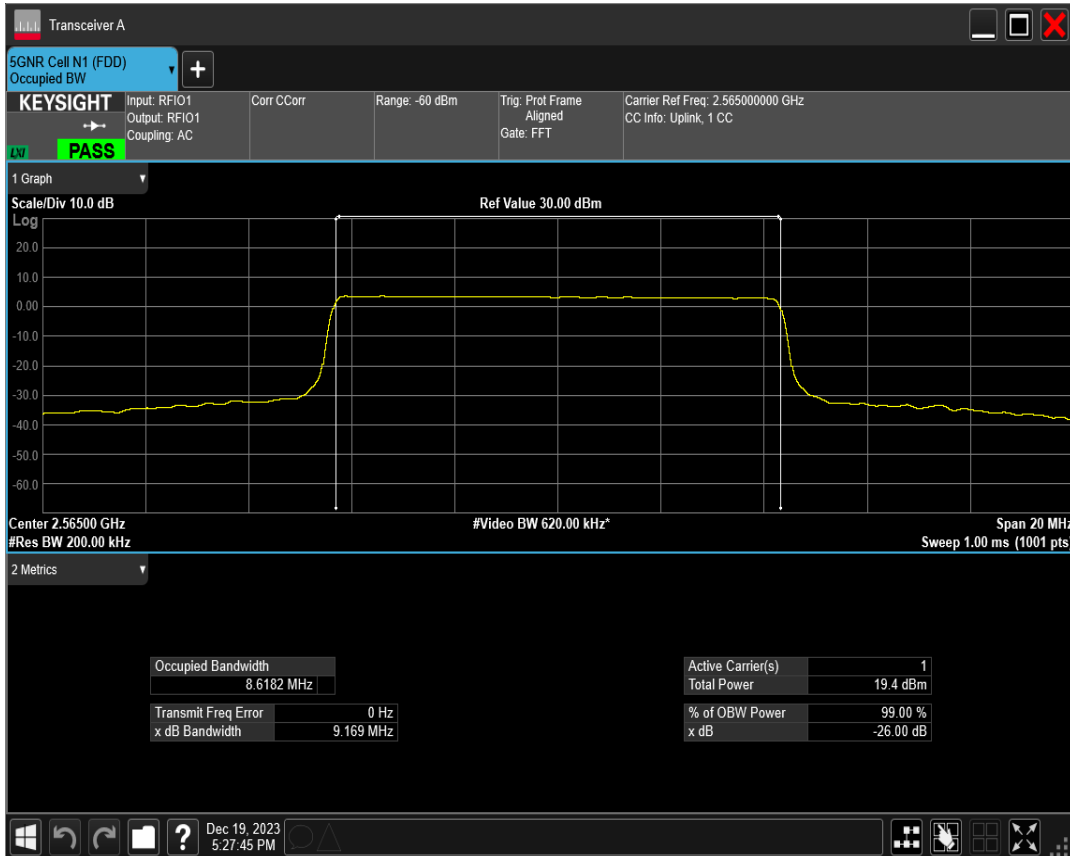 Transceiver A
5GNR Cell N1 (FDD)
Occupied BW
+
KEYSIGHT
LXI
PASS
Input: RFIO1
Output: RFIO1
Coupling: AC
Corr CCorr
Range: -60 dBm
Trig: Prot Frame
Aligned
Gate: FFT
Carrier Ref Freq: 2.565000000 GHz
CC Info: Uplink, 1 CC
1 Graph
Scale/Div 10.0 dB
Ref Value 30.00 dBm
Log
20.0
10.0
0.00
-10.0
-20.0
-30.0
-40.0
-50.0
-60.0
Center 2.56500 GHz
#Video BW 620.00 kHz*
Span 20 MHz
#Res BW 200.00 kHz
Sweep 1.00 ms (1001 pts)
2 Metrics
Occupied Bandwidth
8.6182 MHz
Transmit Freq Error 0 Hz
x dB Bandwidth 9.169 MHz
Active Carrier(s) 1
Total Power 19.4 dBm
% of OBW Power 99.00 %
x dB -26.00 dB
?
Dec 19, 2023
5:27:45 PM